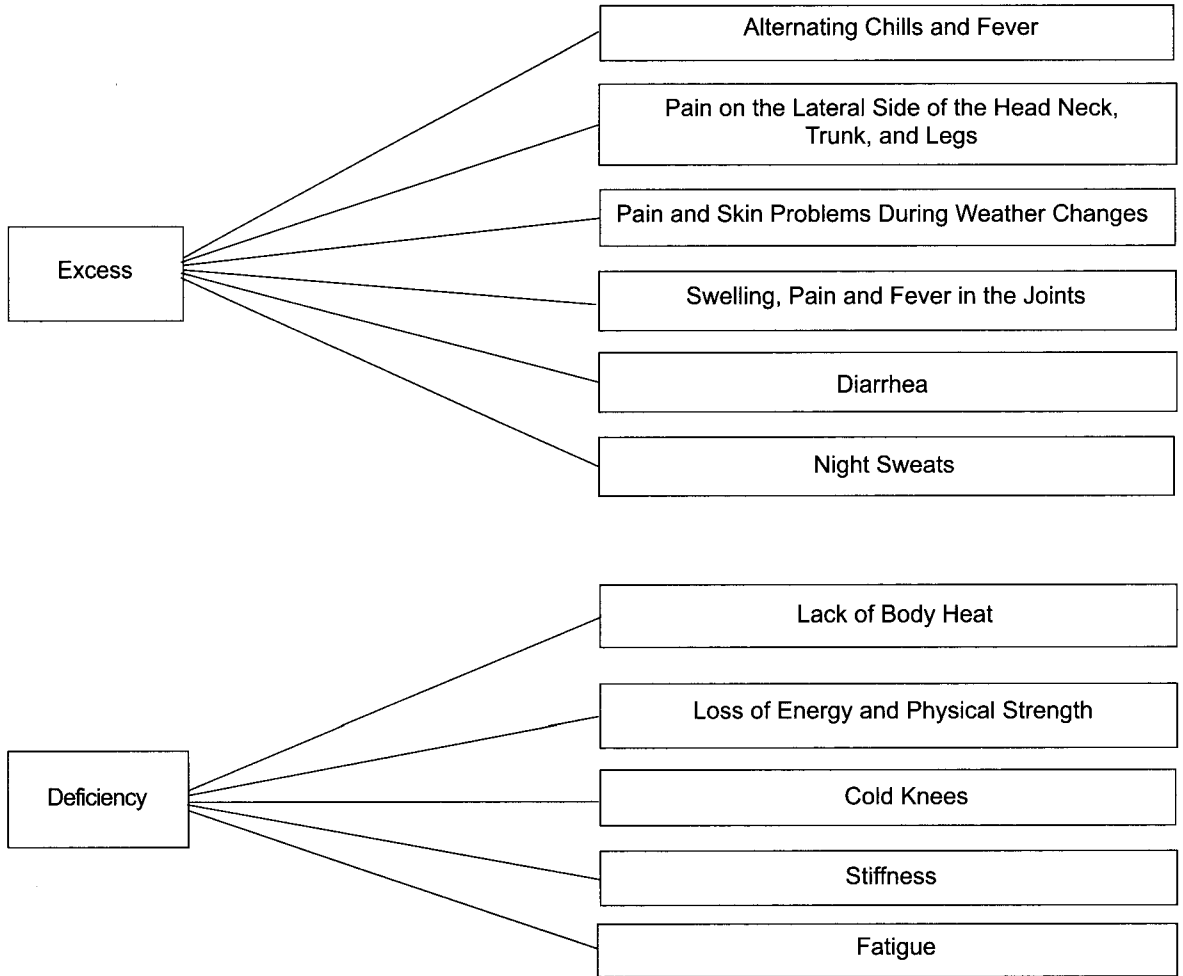 Alternating Chills and Fever
Pain on the Lateral Side of the Head Neck,
Trunk, and Legs
Pain and Skin Problems During Weather Changes
Excess
Swelling, Pain and Fever in the Joints
Diarrhea
Night Sweats
Lack of Body Heat
Loss of Energy and Physical Strength
Deficiency
Cold Knees
Stiffness
Fatigue